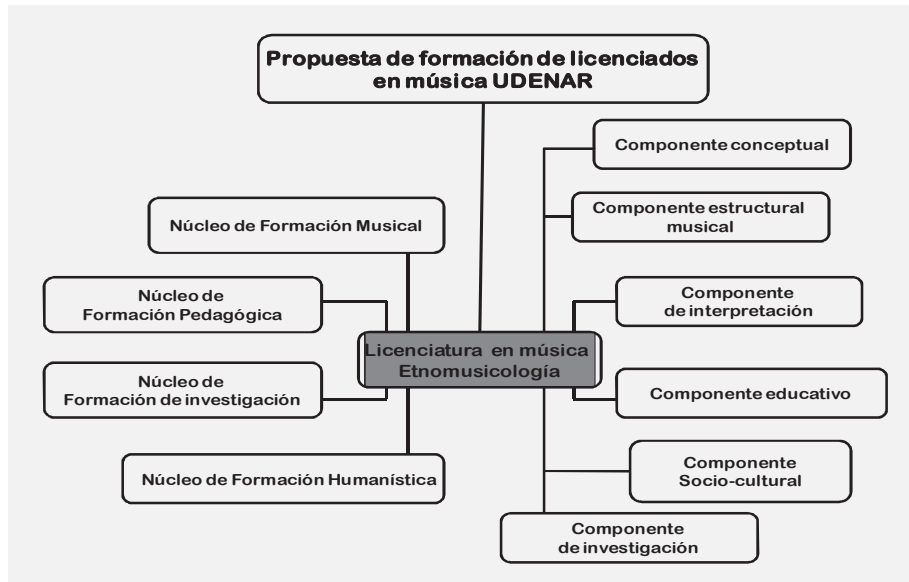 Propuesta de formación de licenciados
en música UDENAR
Componente conceptual
Componente estructural
musical
Núcleo de Formación Musical
Núcleo de
Formación Pedagógica
Componente
de interpretación
Licenciatura en música
Etnomusicología
Núcleo de
Formación de investigación
Componente educativo
Núcleo de Formación Humanística
Componente
Socio-cultural
Componente
de investigación